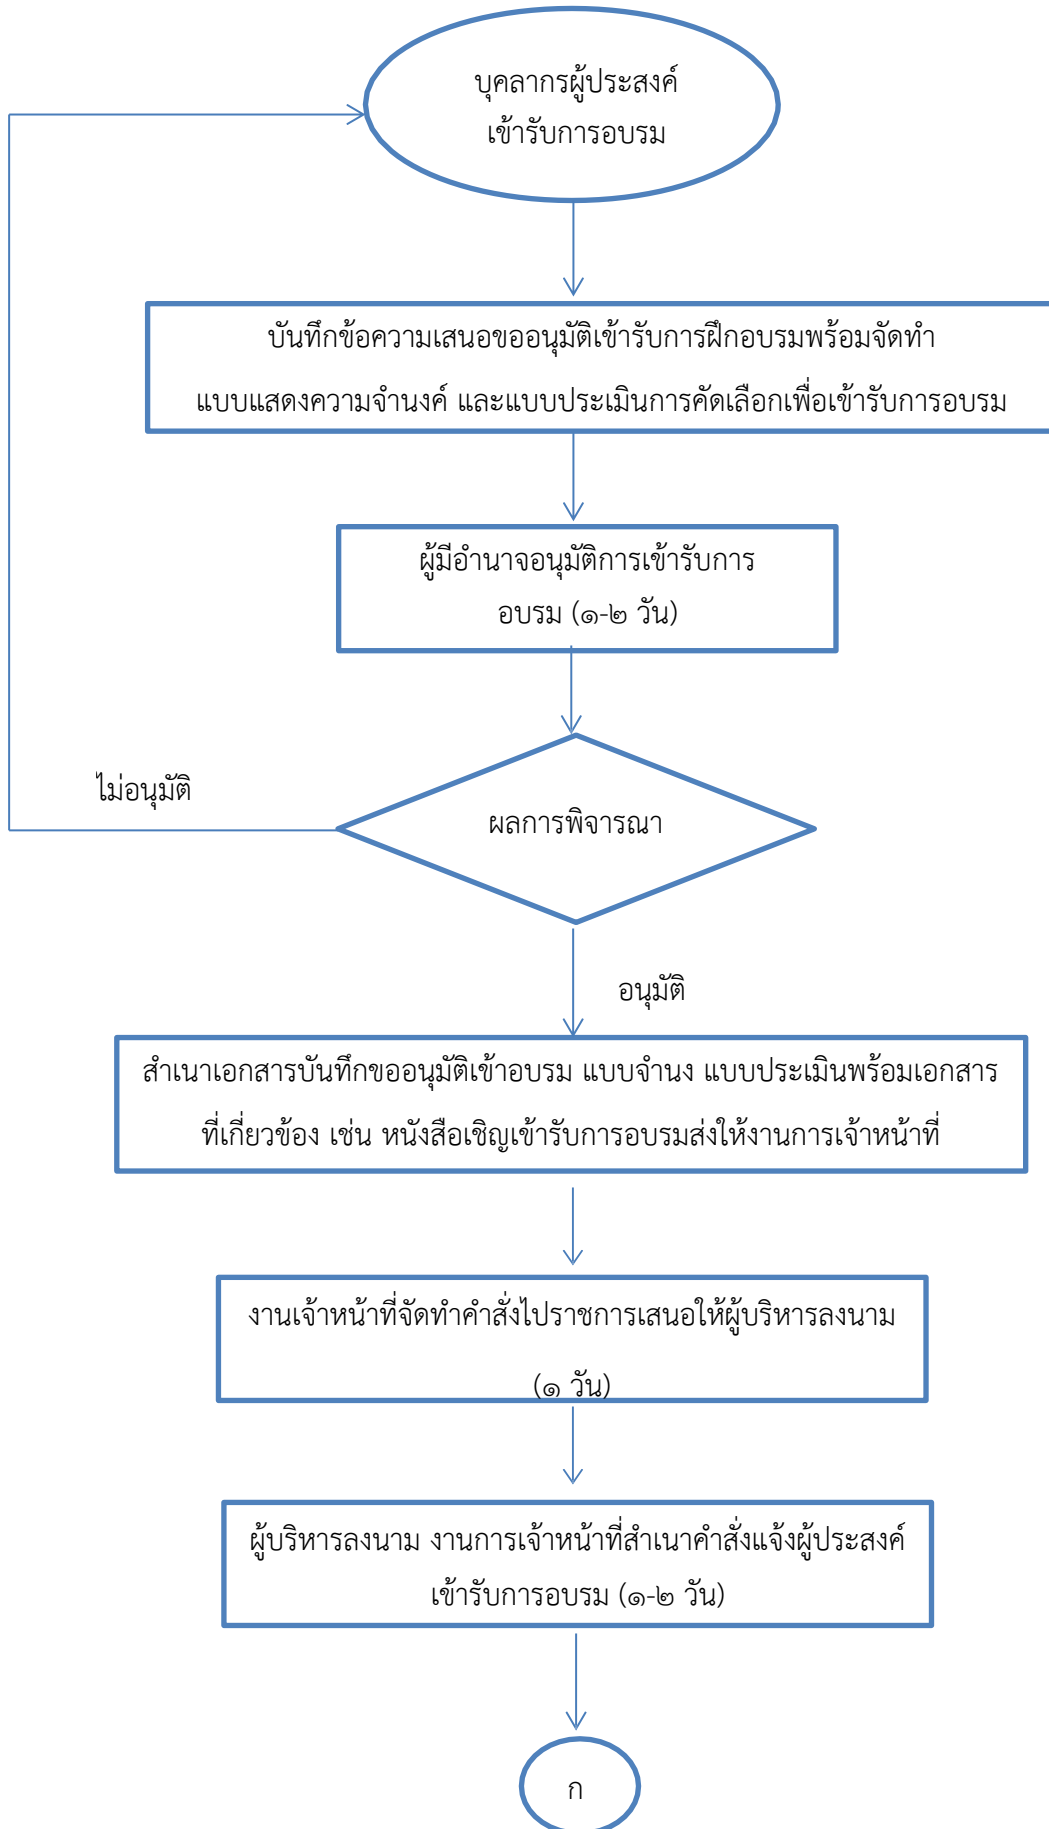 บุคลากรผู้ประสงค์
เข้ารับการอบรม
บันทึกข้อความเสนอขออนุมัติเข้ารับการฝึกอบรมพร้อมจัดทำ
แบบแสดงความจำนงค์ และแบบประเมินการคัดเลือกเพื่อเข้ารับการอบรม
ผู้มีอำนาจอนุมัติการเข้ารับการ
อบรม (๑-๒ วัน)
ไม่อนุมัติ
ผลการพิจารณา
อนุมัติ
สำเนาเอกสารบันทึกขออนุมัติเข้าอบรม แบบจำนง แบบประเมินพร้อมเอกสาร
ที่เกี่ยวข้อง เช่น หนังสือเชิญเข้ารับการอบรมส่งให้งานการเจ้าหน้าที่
งานเจ้าหน้าที่จัดทำคำสั่งไปราชการเสนอให้ผู้บริหารลงนาม
(๑ วัน)
ผู้บริหารลงนาม งานการเจ้าหน้าที่สำเนาคำสั่งแจ้งผู้ประสงค์
เข้ารับการอบรม (๑-๒ วัน)
ก